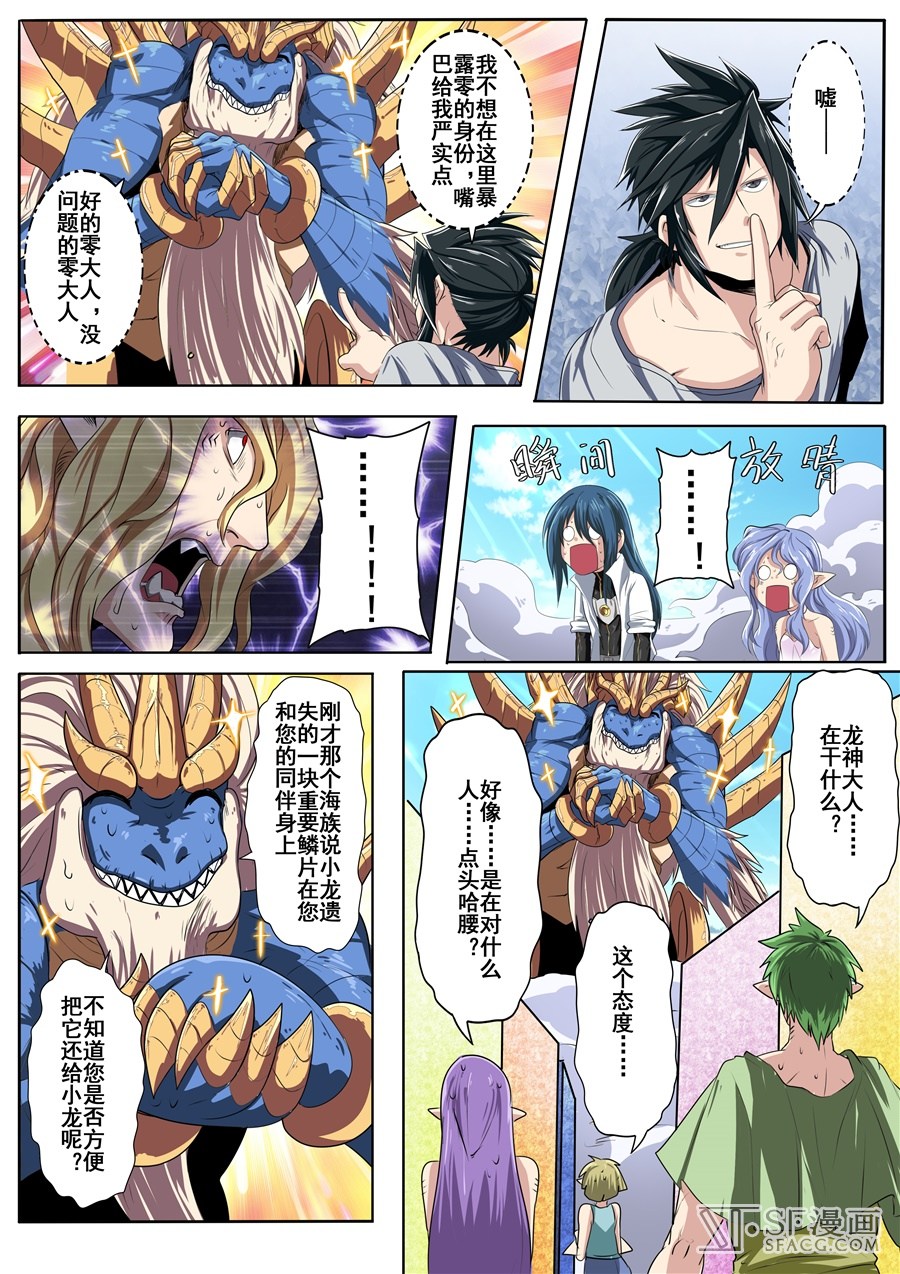 嘘——
我不想在这里暴
露零的身份，嘴
巴给我严实点
好的零大人，没
问题的零大人
瞬间
……！
放晴
……！！！
龙神大人……
在干什么？
好像……是在对什么
人……点头哈腰？
这个态度……
刚才那个海族说小龙遗
失的一块重要鳞片在您
和您的同伴身上
不知道您是否方便
把它还给小龙呢？
SF漫画
SFACG.COM